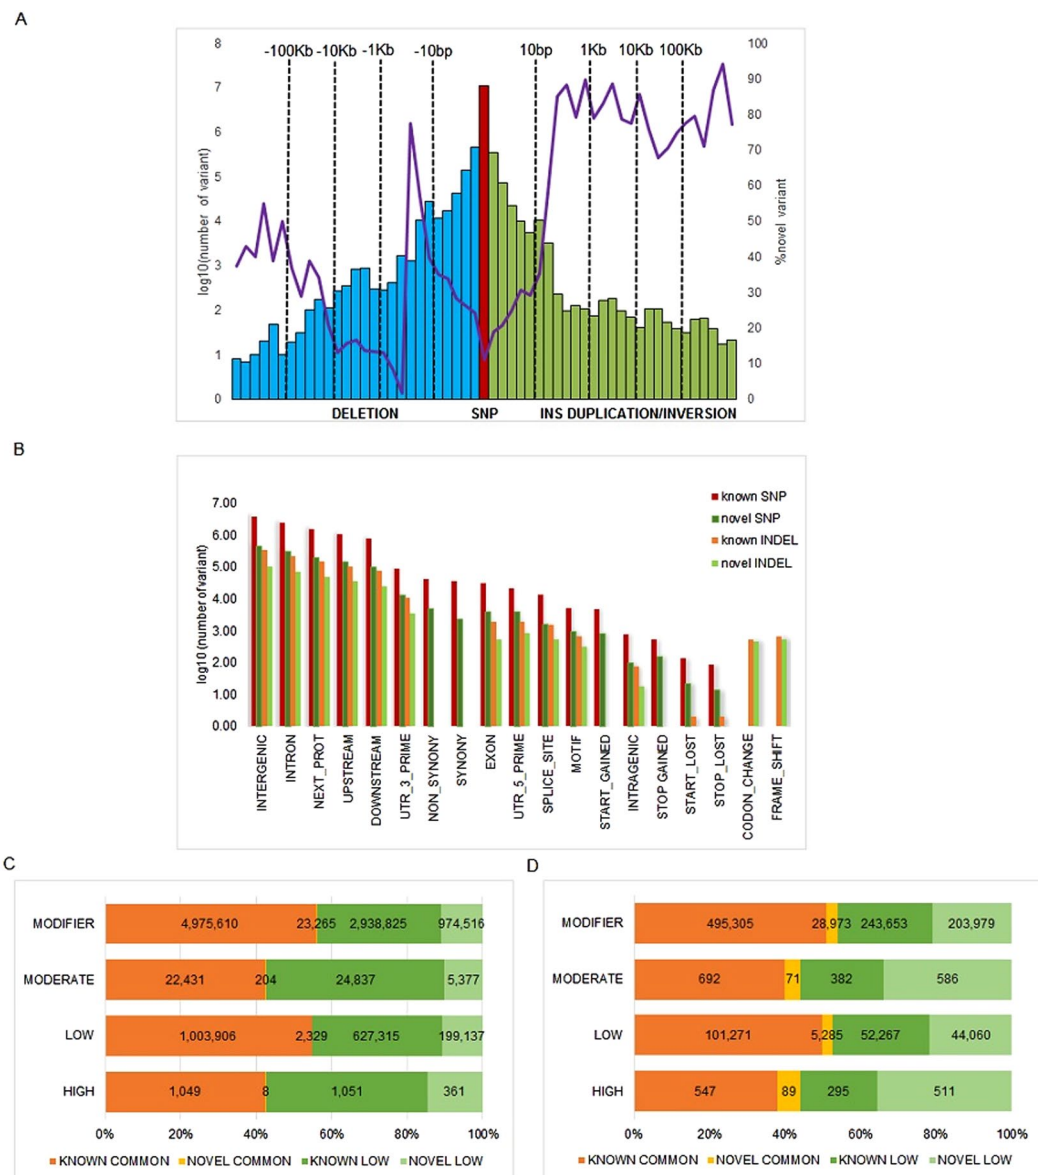 A
8 100
-100Kb -10Kb -1Kb -10bp 10bp 1Kb 10Kb 100Kb
7 90
80
6
70
5 60
4 50
40
3
30
2
20
1 10
0 0
log10(number of variant)
%novel variant
DELETION SNP INS DUPLICATION/INVERSION
B
7.00
6.00
5.00
4.00
3.00
2.00
1.00
0.00
log10 (number of variant)
known SNP
novel SNP
known INDEL
novel INDEL
INTERGENIC
INTRON
NEXT_PROT
UPSTREAM
DOWNSTREAM
UTR_3_PRIME
NON_SYNONY
SYNONY
EXON
UTR_5_PRIME
SPLICE_SITE
MOTIF
START_GAINED
INTRAGENIC
STOP GAINED
START_LOST
STOP_LOST
CODON_CHANGE
FRAME_SHIFT
C
MODIFIER 4,975,610 23,265 2,938,825 974,516
MODERATE 22,431 204 24,837 5,377
LOW 1,003,906 2,329 627,315 199,137
HIGH 1,049 8 1,051 361
0% 20% 40% 60% 80% 100%
KNOWN COMMON NOVEL COMMON KNOWN LOW NOVEL LOW
D
MODIFIER 495,305 28,973 243,653 203,979
MODERATE 692 71 382 586
LOW 101,271 5,285 52,267 44,060
HIGH 547 89 295 511
0% 20% 40% 60% 80% 100%
KNOWN COMMON NOVEL COMMON KNOWN LOW NOVEL LOW